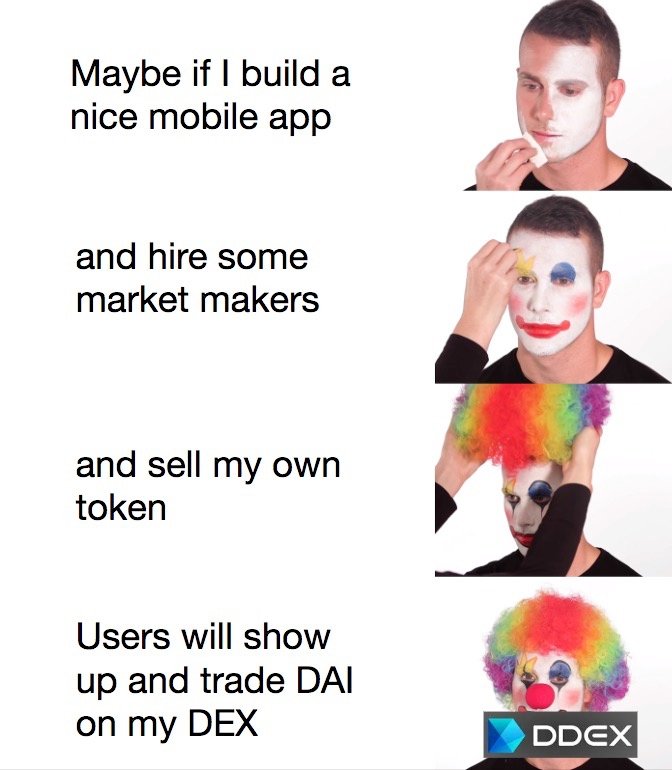 Maybe if I build a
nice mobile app
and hire some
market makers
and sell my own
token
Users will show
up and trade DAI
on my DEX
DDEX